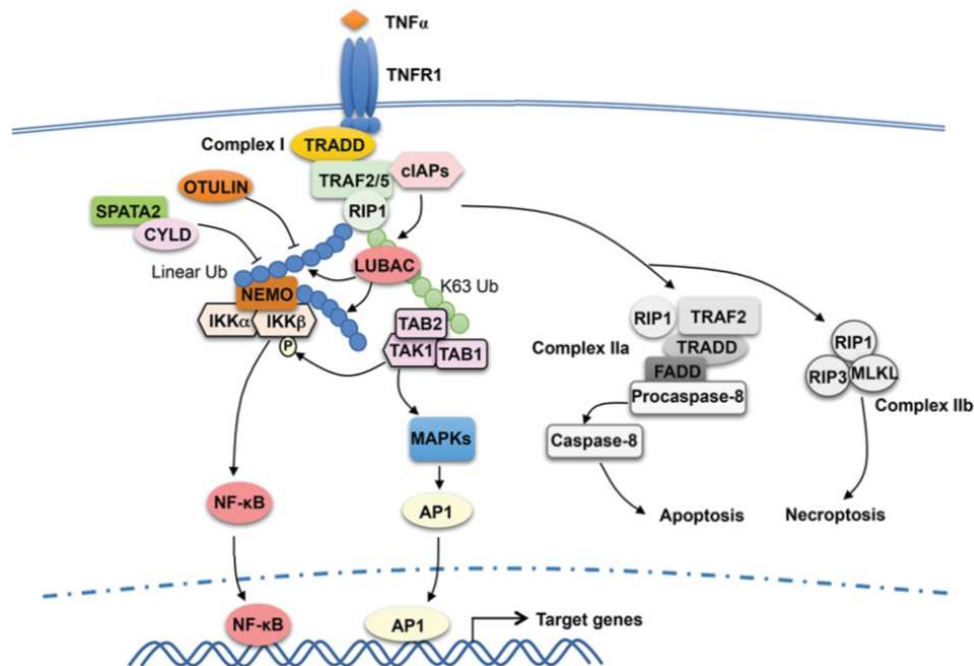 TNFα
TNFR1
Complex I
TRADD
TRAF2/5
cIAPs
RIP1
OTULIN
SPATA2
CYLD
Linear Ub
LUBAC
K63 Ub
NEMO
IKKα
IKKβ
P
TAB2
TAK1
TAB1
MAPKs
NF-κB
AP1
NF-κB
AP1
Target genes
RIP1
TRAF2
Complex IIa
TRADD
FADD
Procaspase-8
Caspase-8
Apoptosis
RIP1
RIP3
MLKL
Complex IIb
Necroptosis